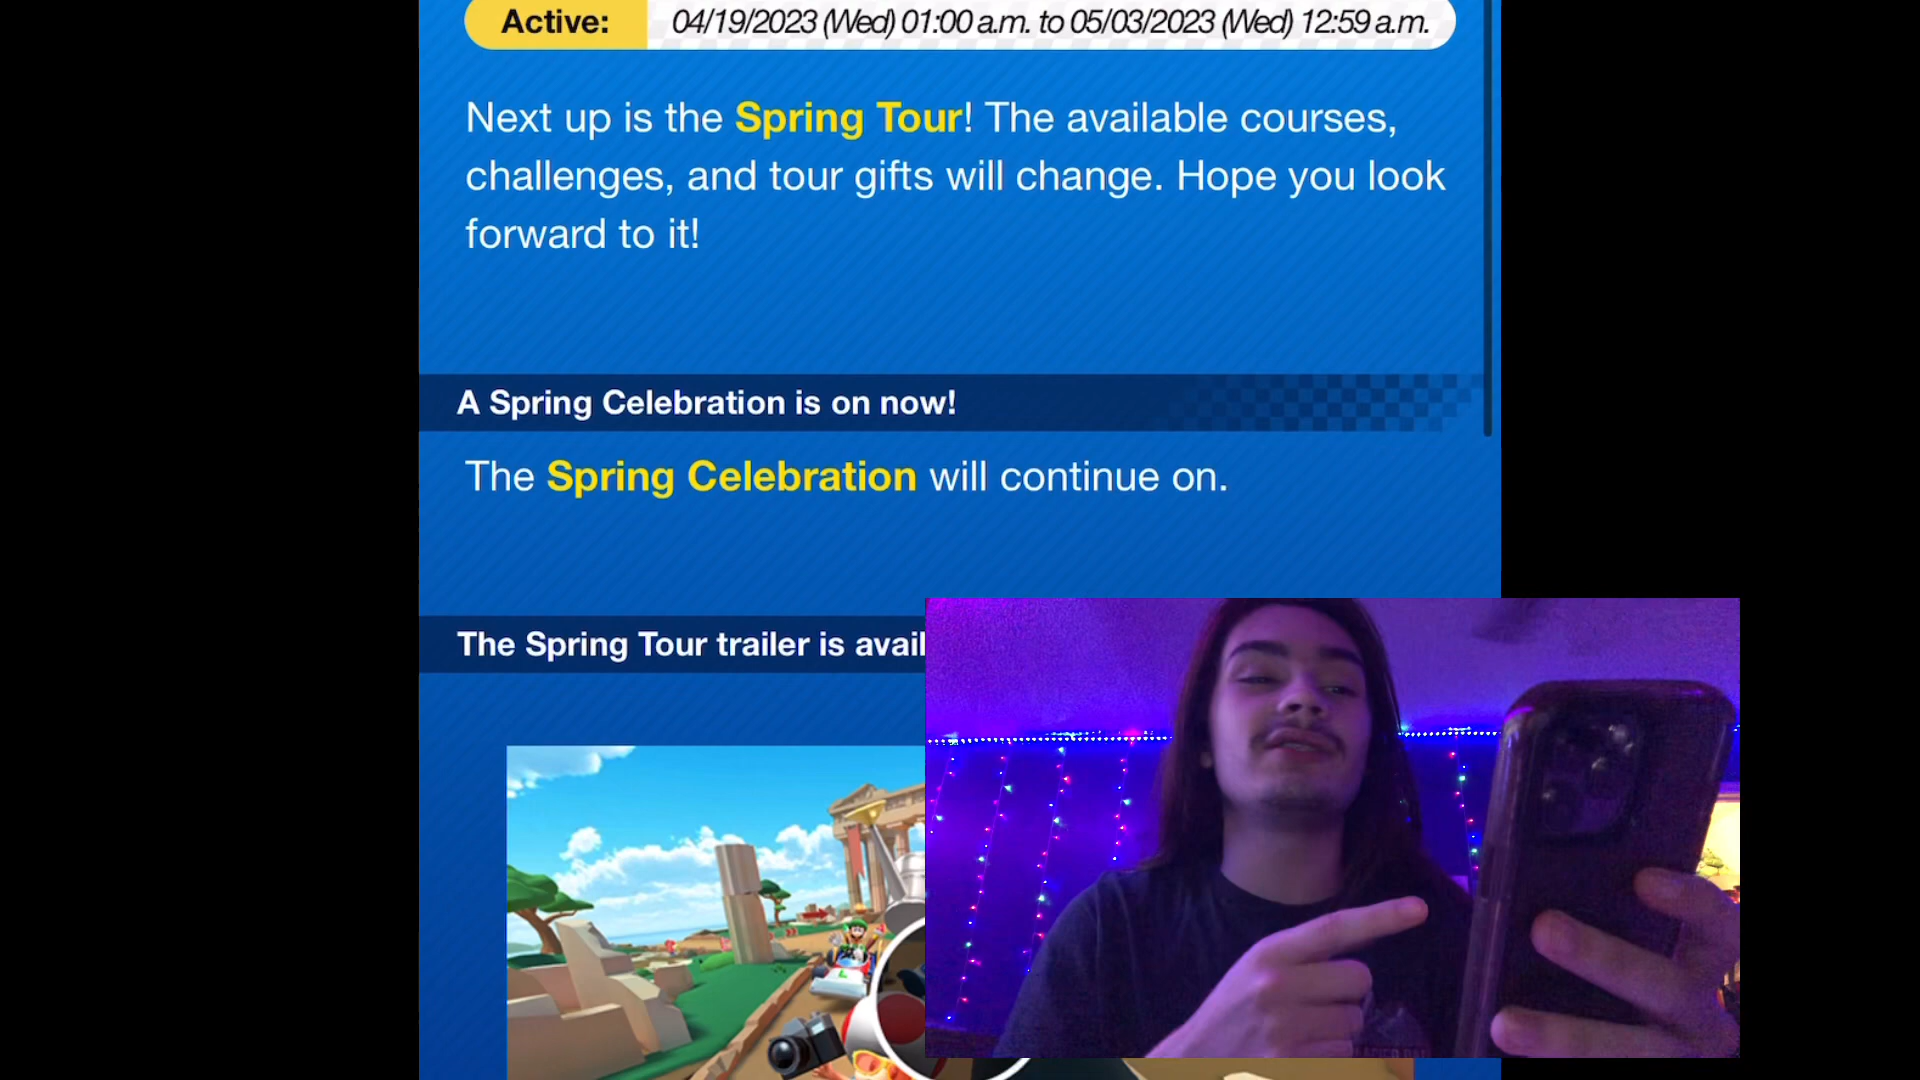 Active: 04/19/2023 (Wed) 01:00 a.m. to 05/03/2023 (Wed) 12:59 a.m.
Next up is the Spring Tour! The available courses,
challenges, and tour gifts will change. Hope you look
forward to it!
A Spring Celebration is on now!
The Spring Celebration will continue on.
The Spring Tour trailer is avail